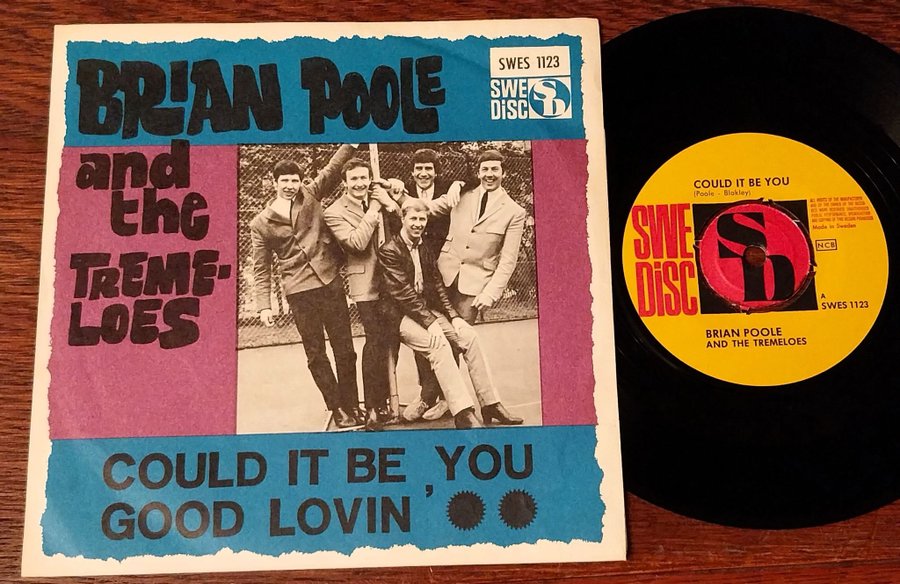 BRIAN POOLE
and the
TREME-
LOES
SWES 1123
SWE
DISC
SD
COULD IT BE YOU
GOOD LOVIN'
COULD IT BE YOU
(Poole - Blakley)
SWE
DISC
SD
Made in Sweden
NCB
A
SWES 1123
BRIAN POOLE
AND THE TREMELOES